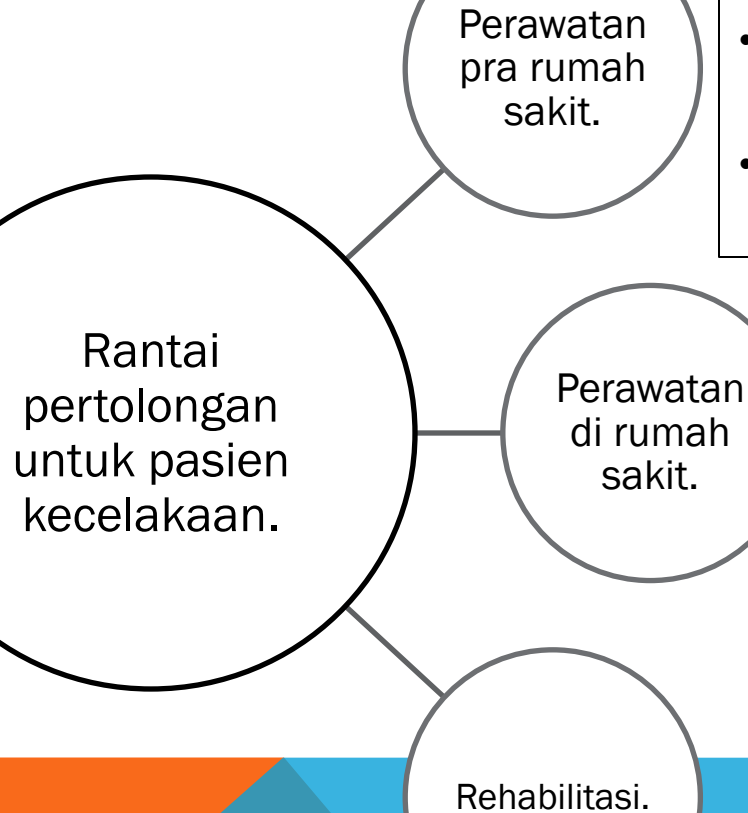 Perawatan
pra rumah
sakit.
Rantai
pertolongan
untuk pasien
kecelakaan.
Perawatan
di rumah
sakit.
Rehabilitasi.